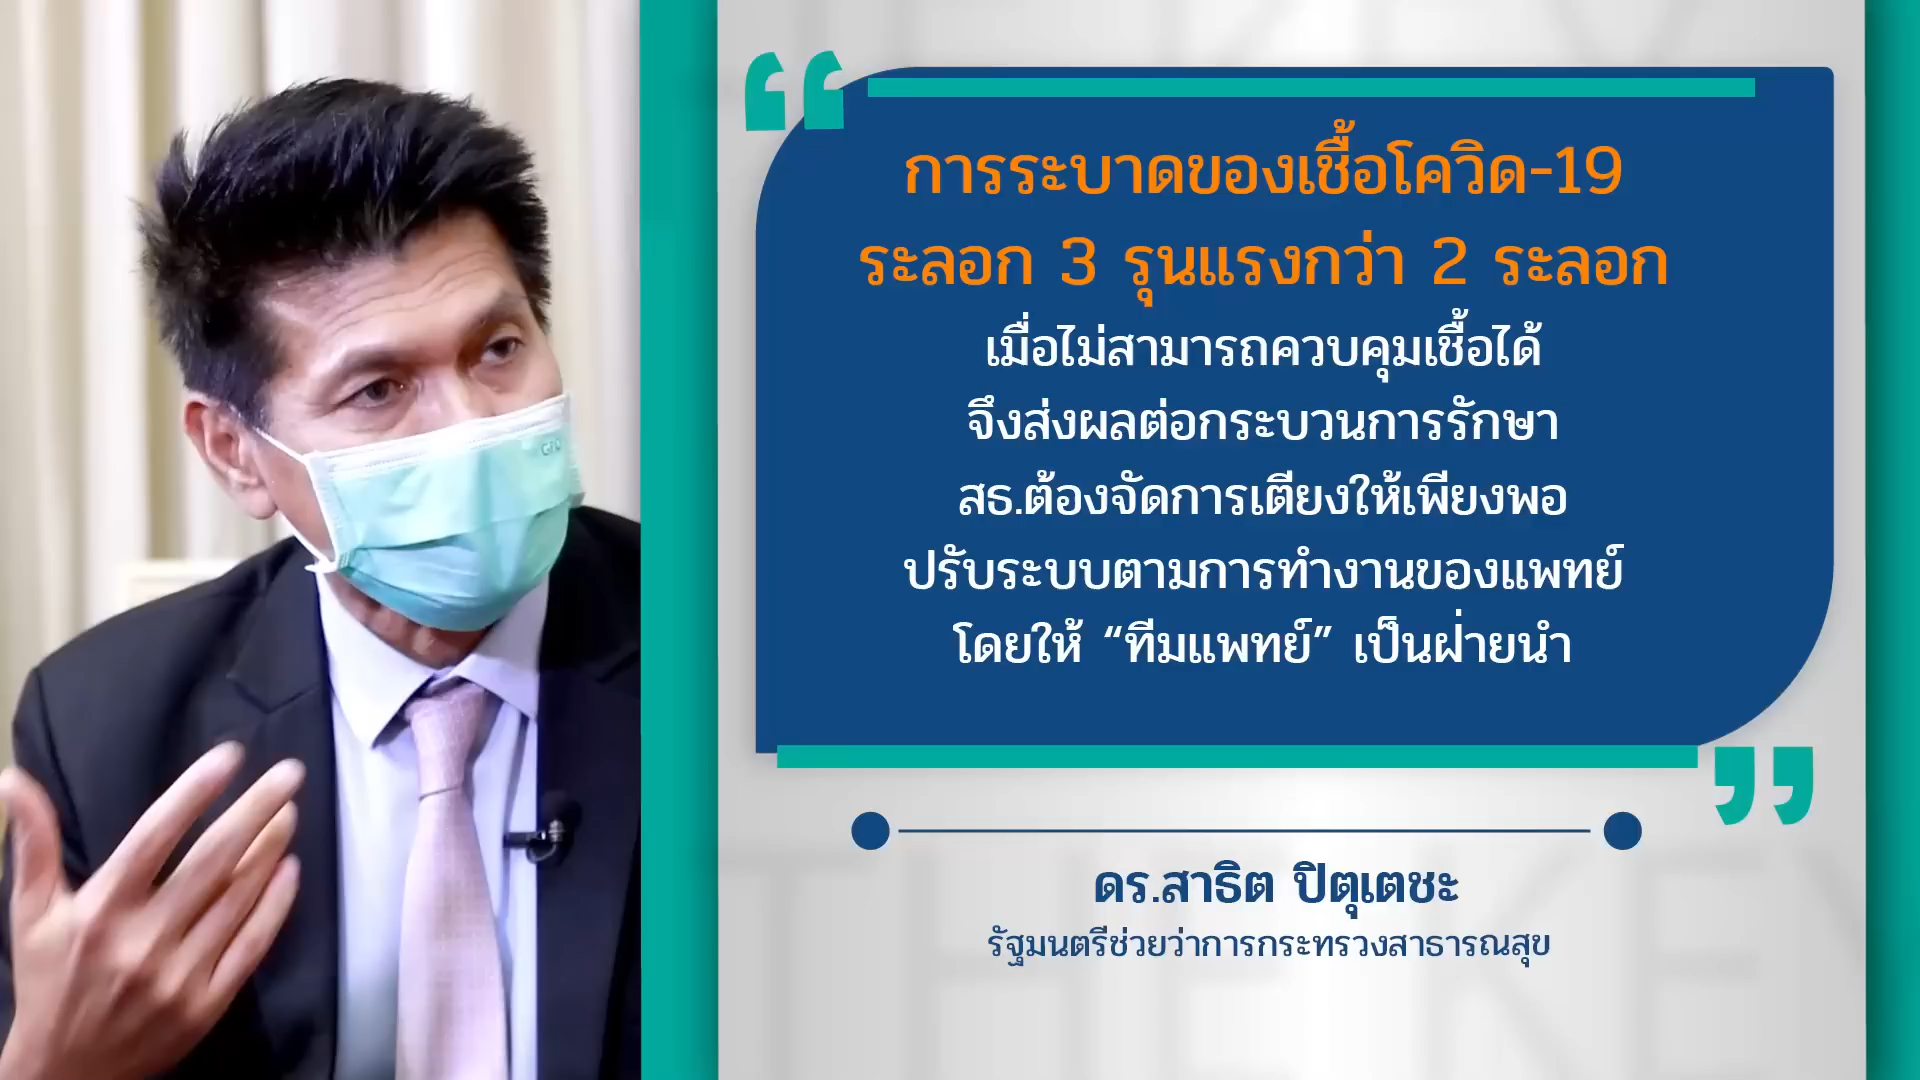 การระบาดของเชื้อโควิด-19
ระลอก 3 รุนแรงกว่า 2 ระลอก
เมื่อไม่สามารถควบคุมเชื้อได้
จึงส่งผลต่อกระบวนการรักษา
สธ.ต้องจัดการเตียงให้เพียงพอ
ปรับระบบตามการทำงานของแพทย์
โดยให้ “ทีมแพทย์” เป็นฝ่ายนำ
ดร.สาธิต ปิตุเตชะ
รัฐมนตรีช่วยว่าการกระทรวงสาธารณสุข